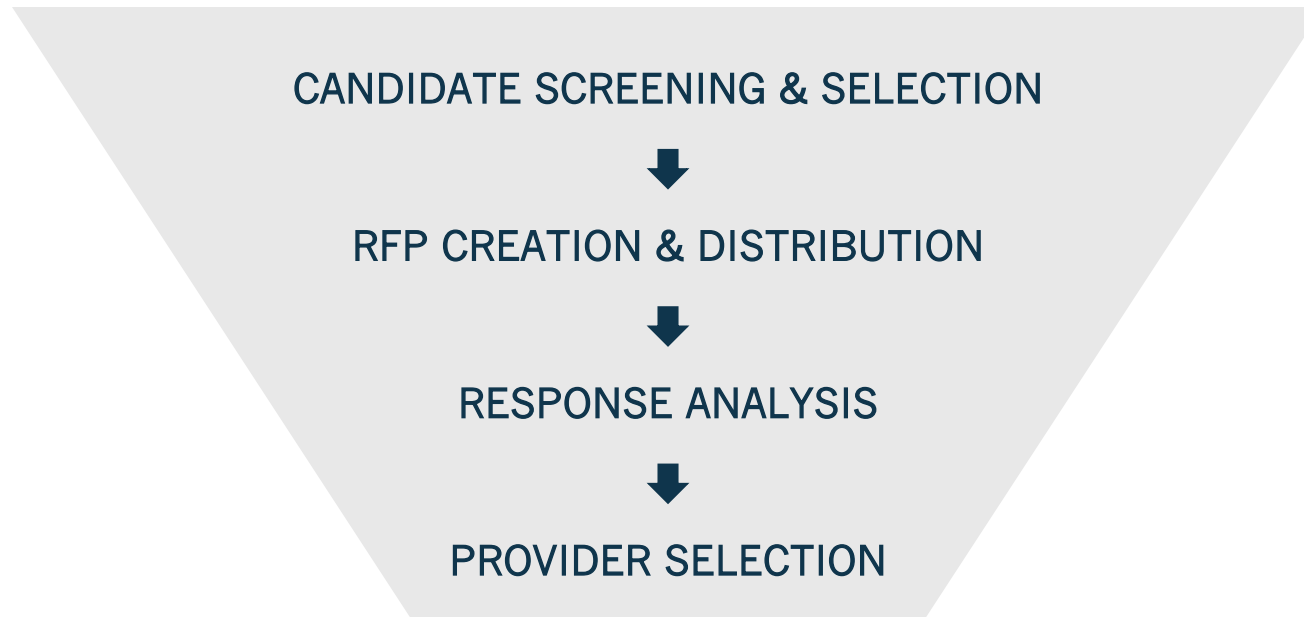 CANDIDATE SCREENING & SELECTION
RFP CREATION & DISTRIBUTION
RESPONSE ANALYSIS
PROVIDER SELECTION